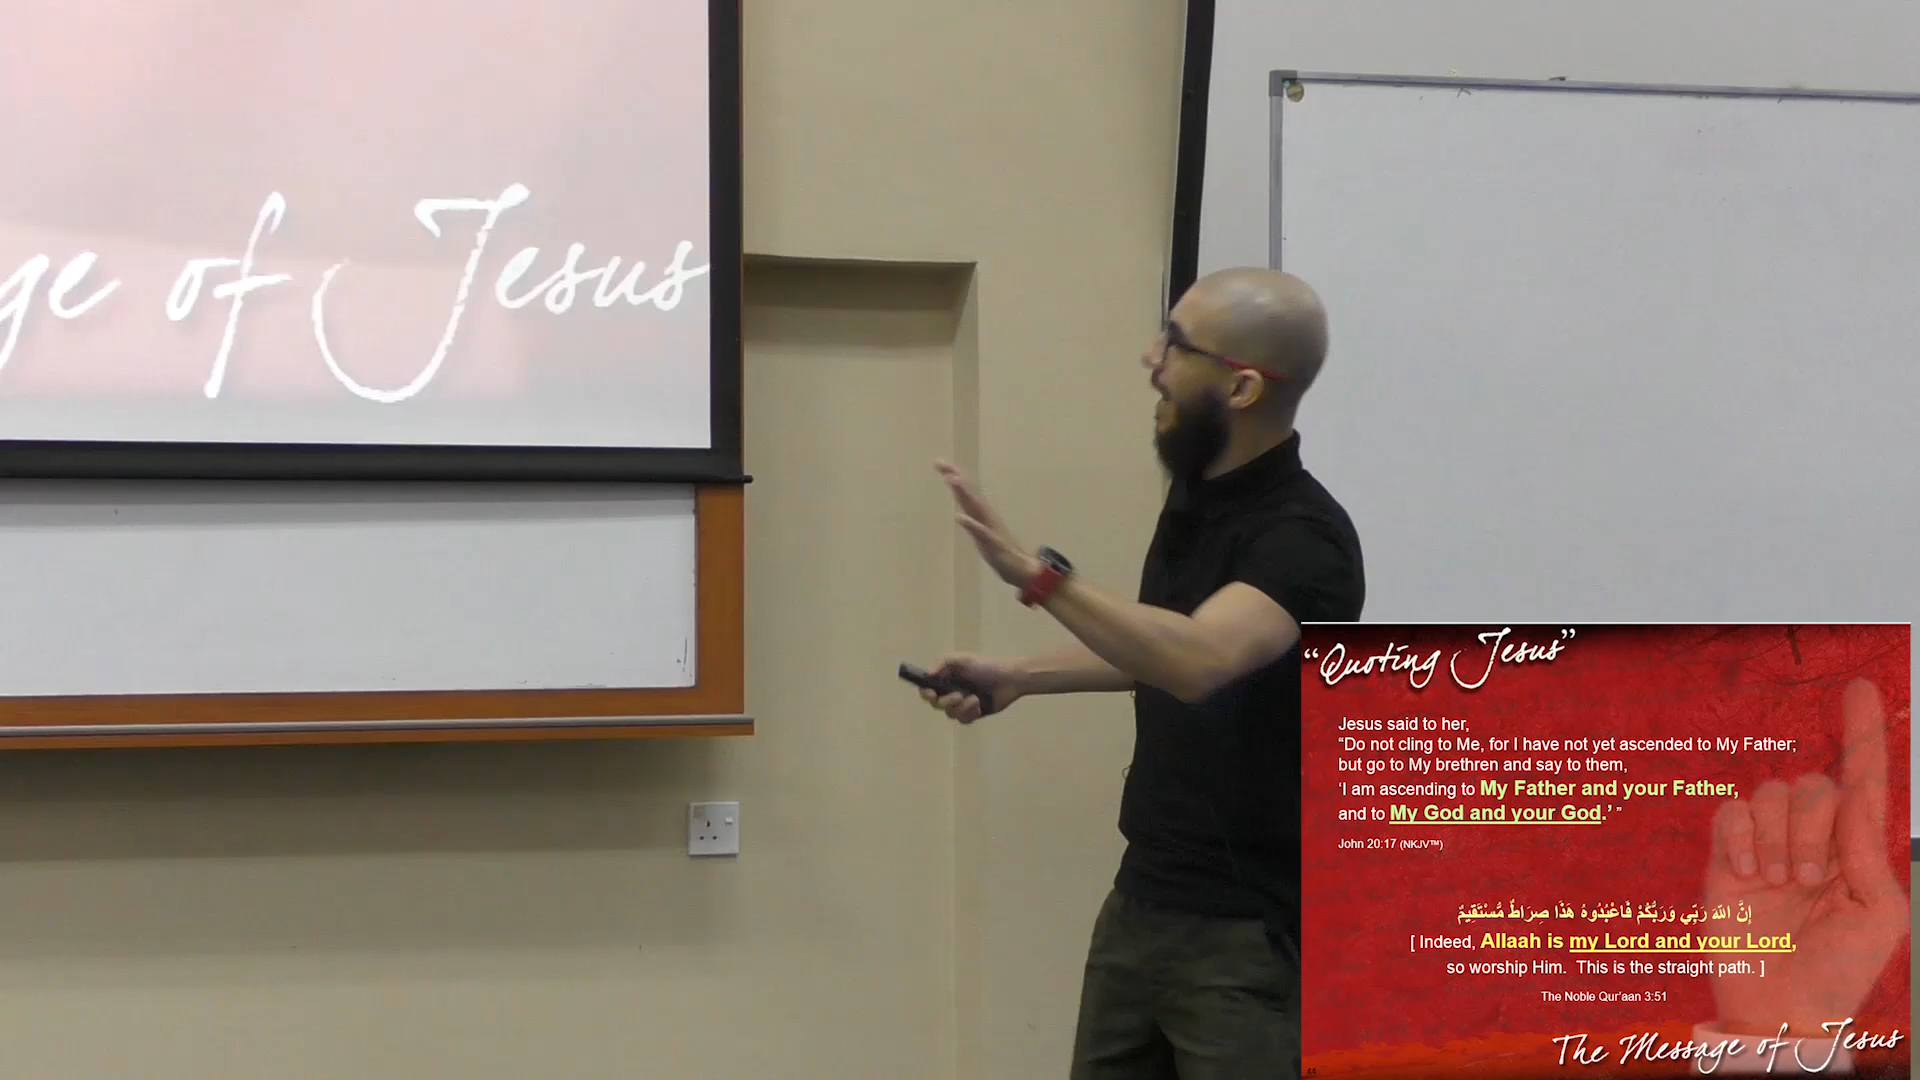 ge of Jesus
“Quoting Jesus”
Jesus said to her,
“Do not cling to Me, for I have not yet ascended to My Father;
but go to My brethren and say to them,
‘I am ascending to My Father and your Father,
and to My God and your God.’ ”
John 20:17 (NKJV™)
إِنَّ اللّهَ رَبِّي وَرَبُّكُمْ فَاعْبُدُوهُ هَذَا صِرَاطٌ مُّسْتَقِيمٌ
[ Indeed, Allaah is my Lord and your Lord,
so worship Him. This is the straight path. ]
The Noble Qur’aan 3:51
The Message of Jesus
44